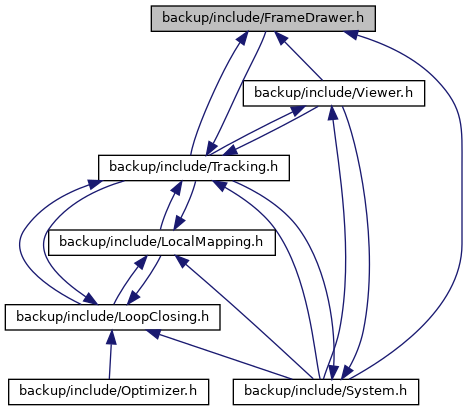 backup/include/FrameDrawer.h
backup/include/Viewer.h
backup/include/Tracking.h
backup/include/LocalMapping.h
backup/include/LoopClosing.h
backup/include/Optimizer.h
backup/include/System.h